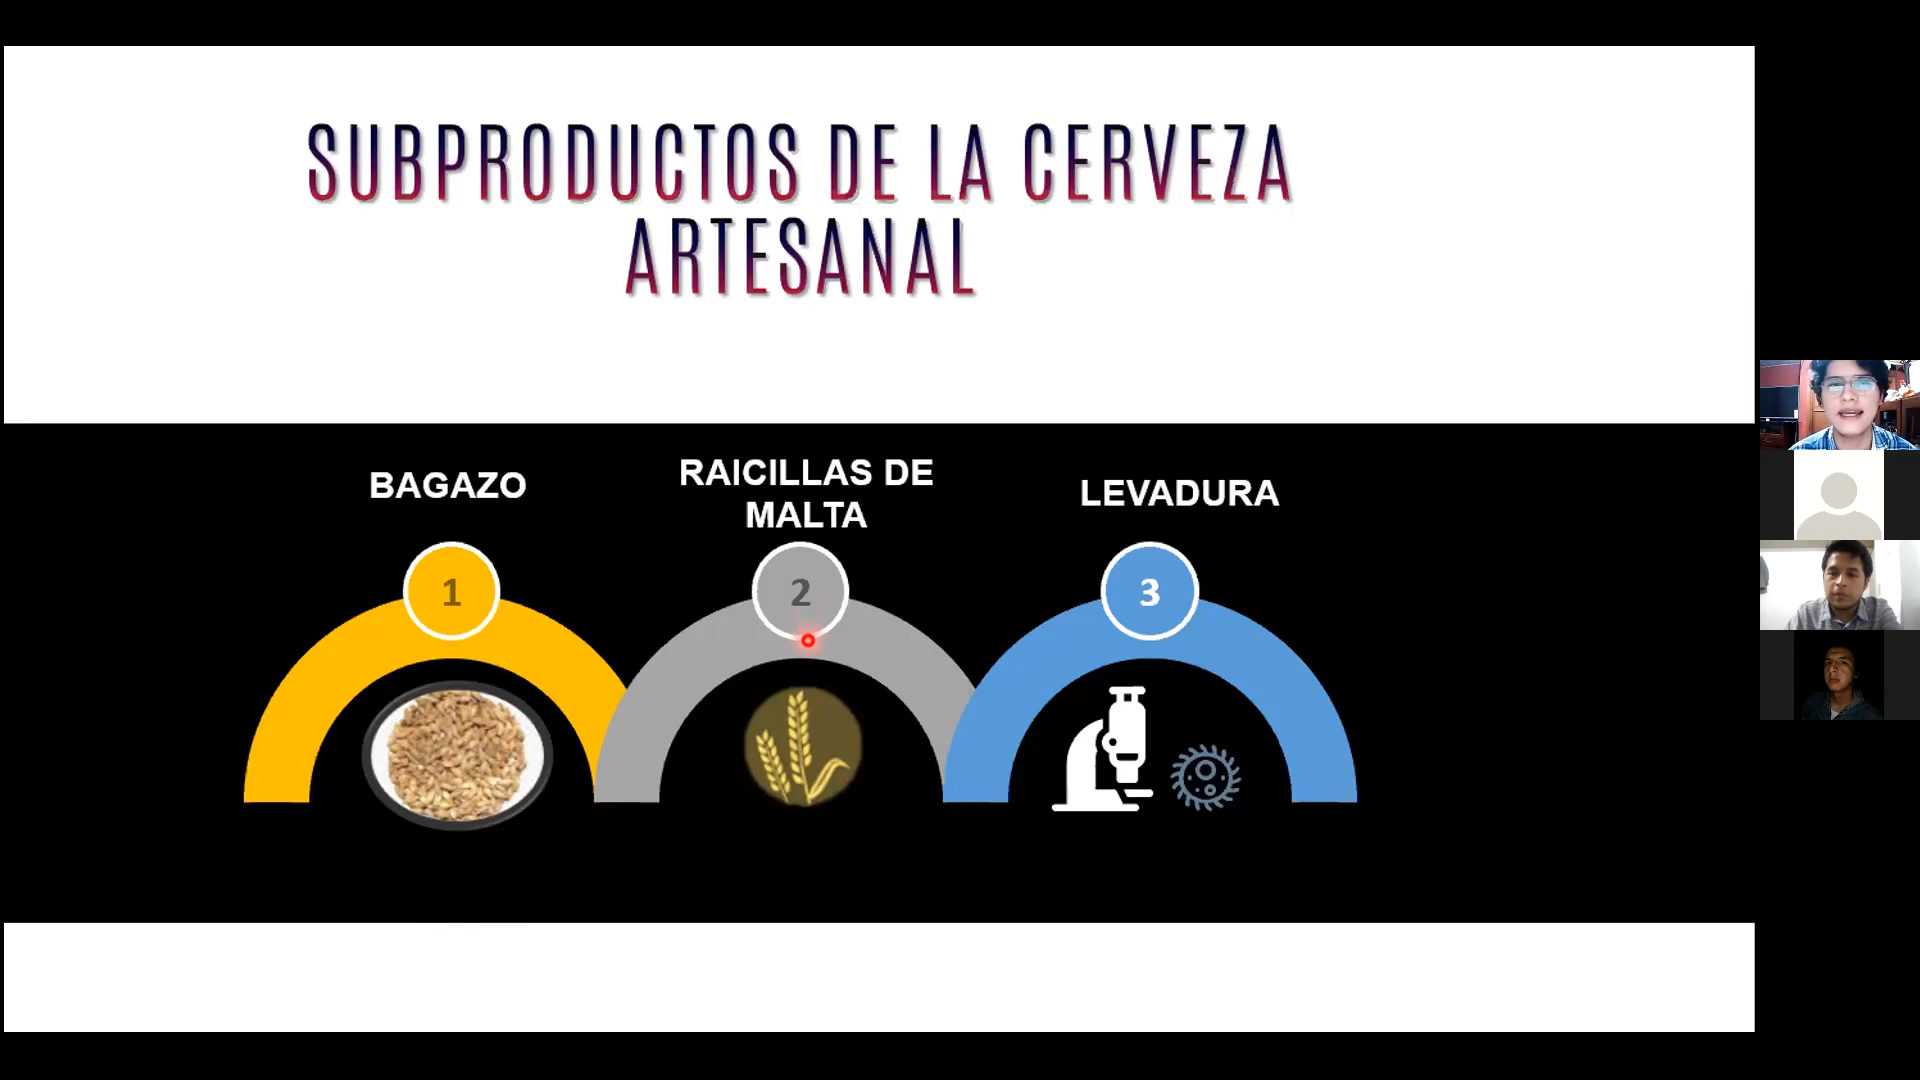 SUBPRODUCTOS DE LA CERVEZA
ARTESANAL
BAGAZO
RAICILLAS DE
MALTA
LEVADURA
1
2
3